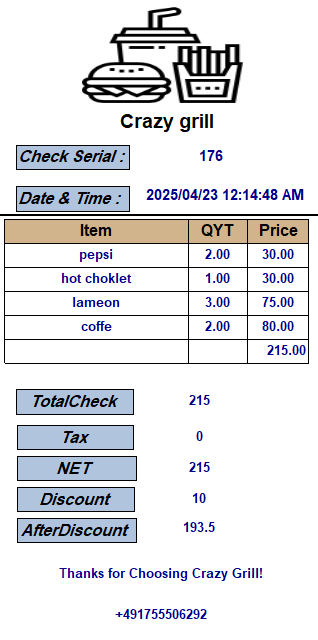 Crazy grill
Check Serial : 176
Date & Time : 2025/04/23 12:14:48 AM
Item QYT Price
pepsi 2.00 30.00
hot choklet 1.00 30.00
lameon 3.00 75.00
coffe 2.00 80.00
215.00
TotalCheck 215
Tax 0
NET 215
Discount 10
AfterDiscount 193.5
Thanks for Choosing Crazy Grill!
+491755506292